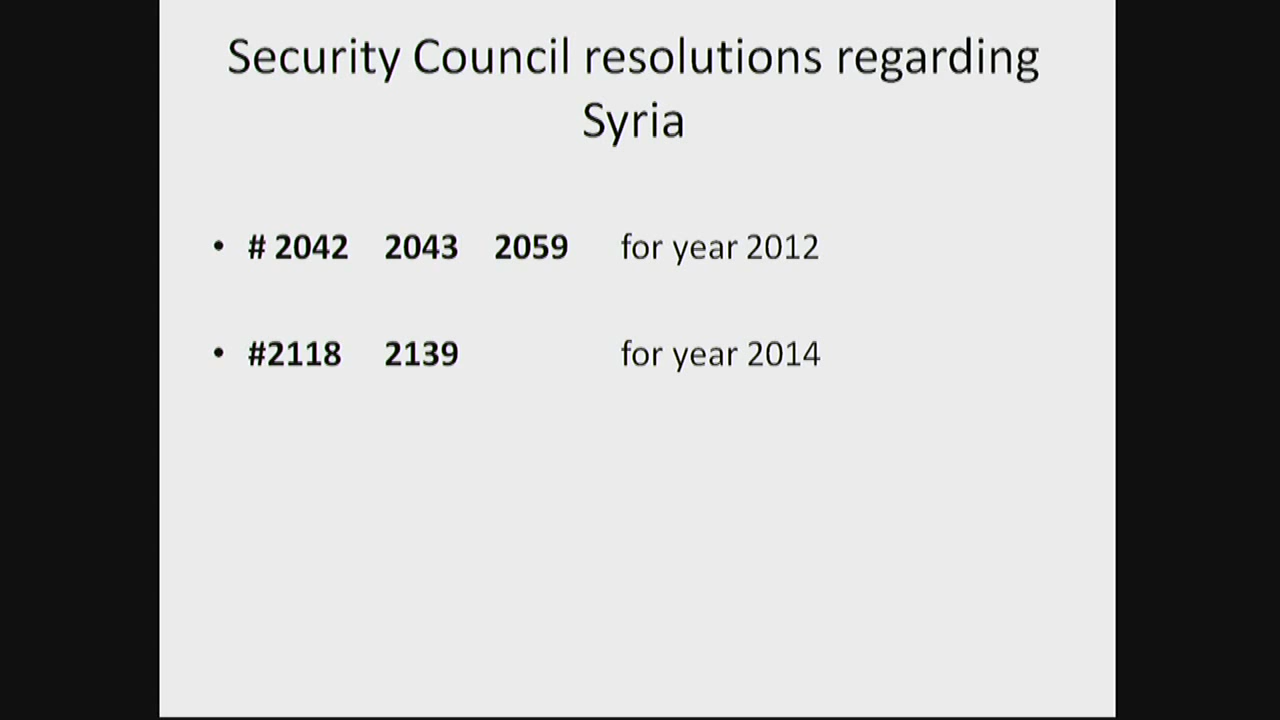 Security Council resolutions regarding
Syria
• # 2042 2043 2059 for year 2012
• #2118 2139 for year 2014